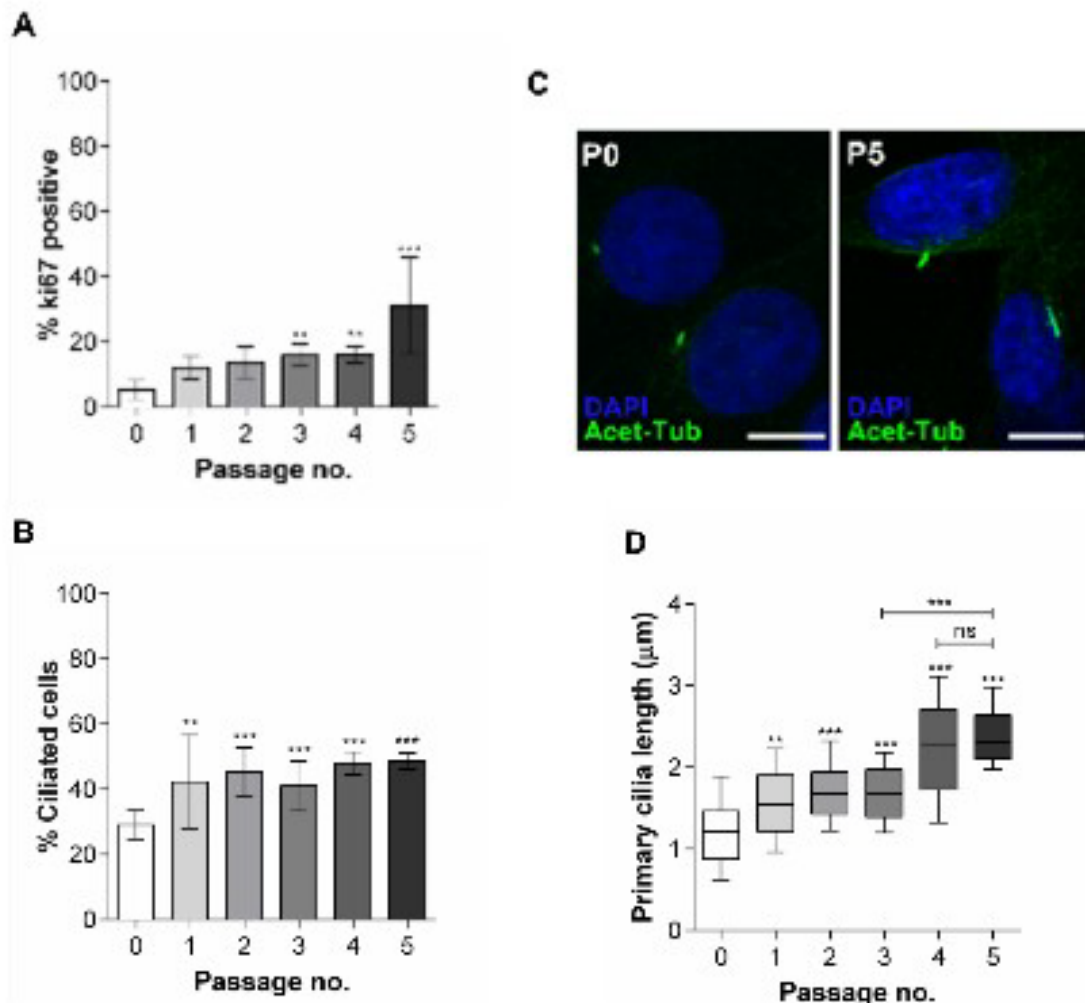 A
100
80
60
40
20
0
% ki67 positive
**
**
***
0 1 2 3 4 5
Passage no.
C
P0
DAPI
Acet-Tub
P5
DAPI
Acet-Tub
B
100
80
60
40
20
0
% Ciliated cells
**
***
***
***
***
0 1 2 3 4 5
Passage no.
D
4
3
2
1
0
Primary cilia length (μm)
***
ns
**
***
***
***
***
0 1 2 3 4 5
Passage no.